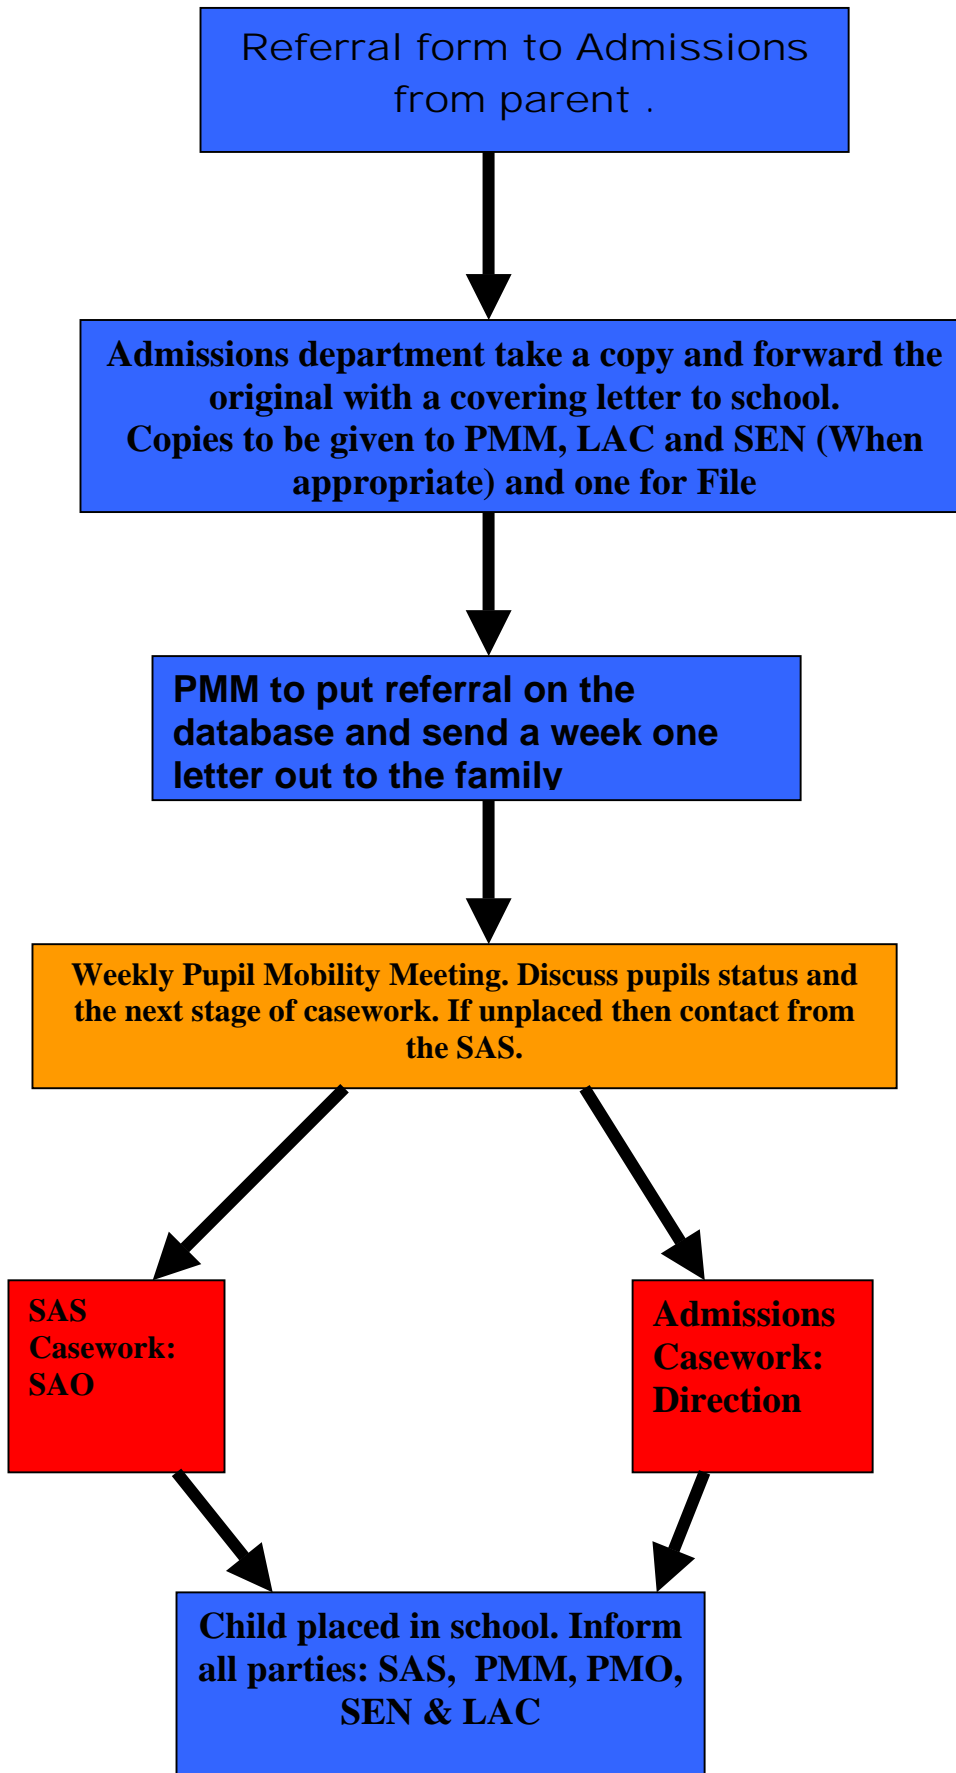 Referral form to Admissions
from parent .
Admissions department take a copy and forward the
original with a covering letter to school.
Copies to be given to PMM, LAC and SEN (When
appropriate) and one for File
PMM to put referral on the
database and send a week one
letter out to the family
Weekly Pupil Mobility Meeting. Discuss pupils status and
the next stage of casework. If unplaced then contact from
the SAS.
SAS
Casework:
SAO
Admissions
Casework:
Direction
Child placed in school. Inform
all parties: SAS, PMM, PMO,
SEN & LAC